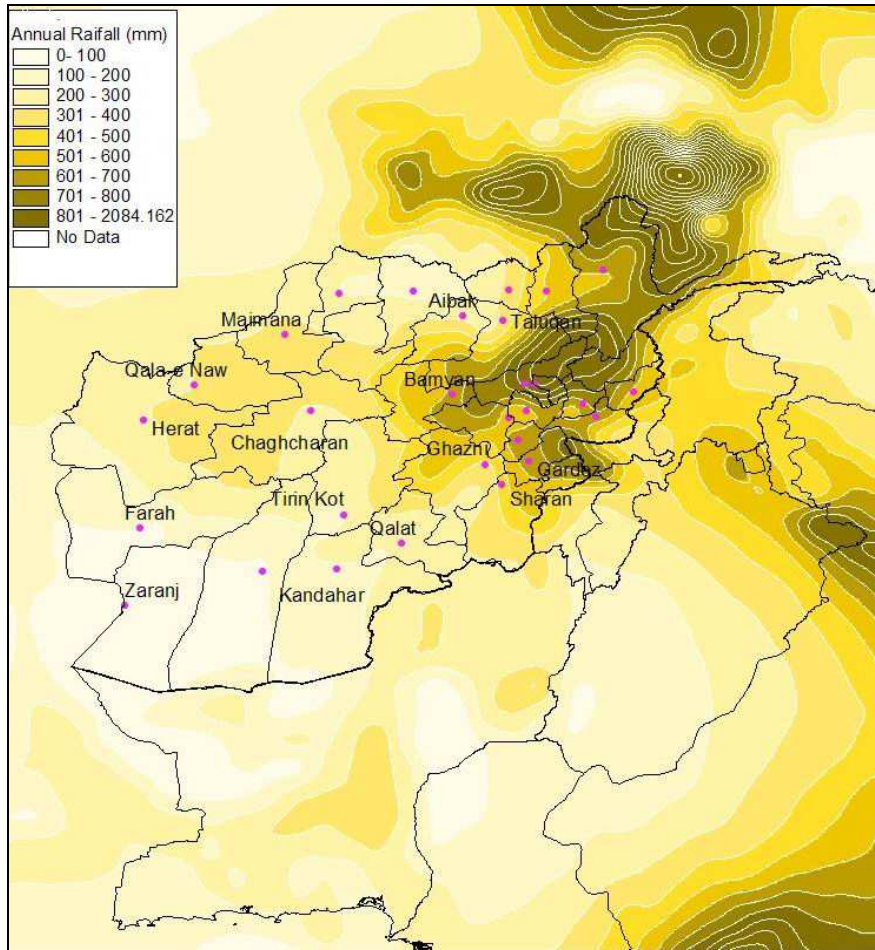 Annual Raifall (mm)
0- 100
100 - 200
200 - 300
301 - 400
401 - 500
501 - 600
601 - 700
701 - 800
801 - 2084.162
No Data
Aibak
Maimana
Taluqan
Qala-e Naw
Bamyan
Herat
Chaghcharan
Ghazni
Gardez
Tirin Kot
Sharan
Farah
Qalat
Zaranj
Kandahar